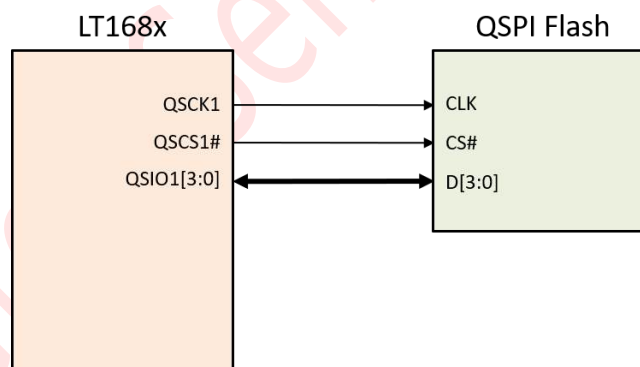 LT168x
QSPI Flash
QSCK1
CLK
QSCS1#
CS#
QSIO1[3:0]
D[3:0]